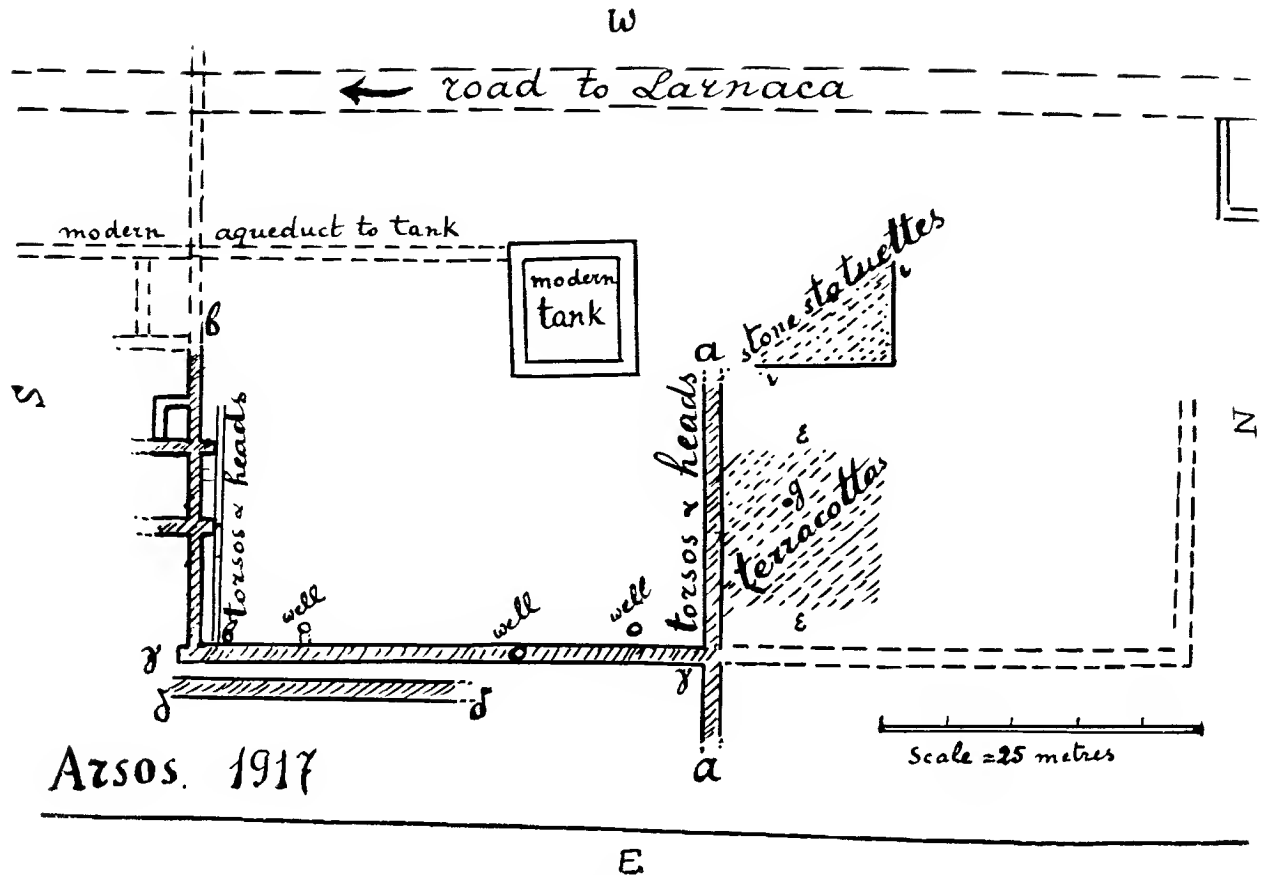 W
← road to Larnaca
modern aqueduct to tank
modern
tank
stone statuettes
ι
ι
β
a
S
N
torsos & heads
torsos & heads
ε
g
terracottas
ε
well
well
well
γ
γ
δ
δ
a
Arsos. 1917
Scale = 25 metres
E